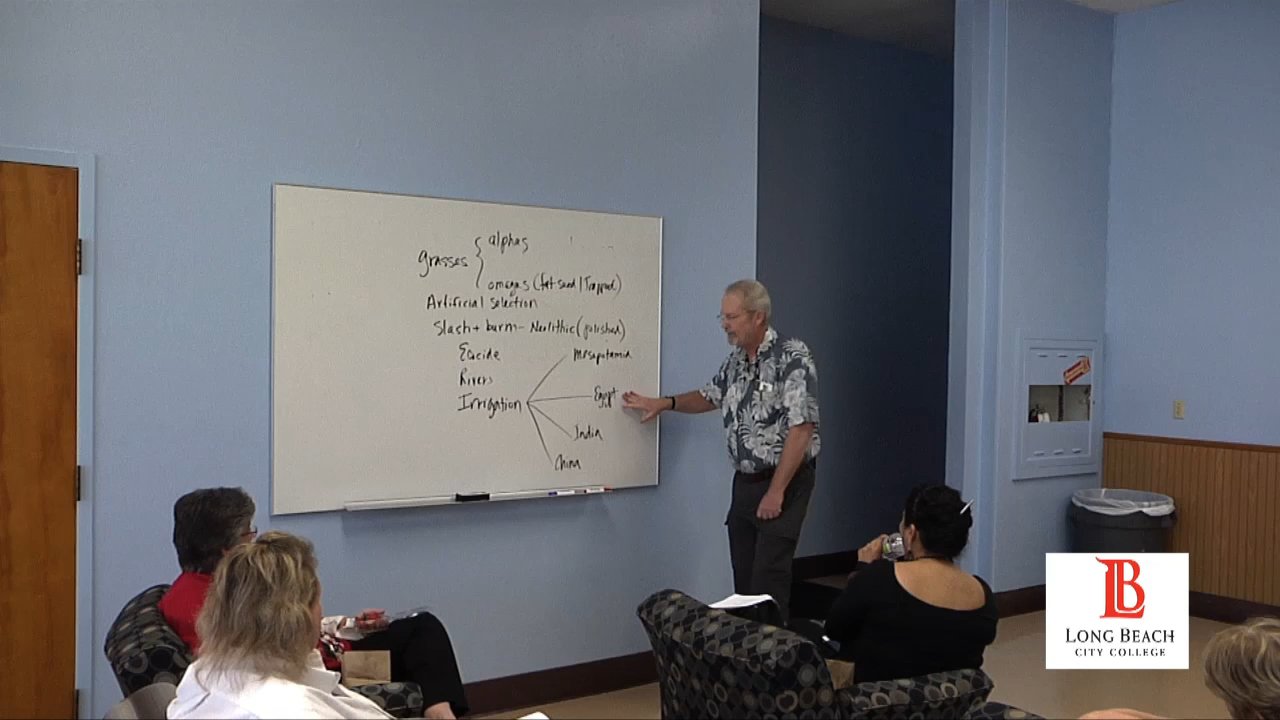 alphas
grasses {
omegas (fat seed / Trapped)
Artificial selection
Slash + burn - Neolithic (polished)
Mesopotamia
Rivers
Egypt
Irrigation
India
China
LB
LONG BEACH
CITY COLLEGE